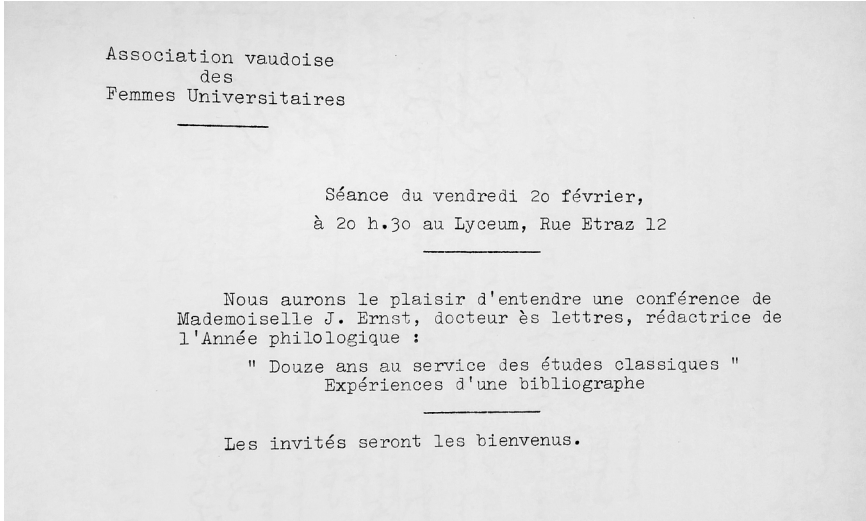 Association vaudoise
des
Femmes Universitaires
Séance du vendredi 2o février,
à 2o h.3o au Lyceum, Rue Etraz 12
Nous aurons le plaisir d'entendre une conférence de
Mademoiselle J. Ernst, docteur ès lettres, rédactrice de
l'Année philologique :
" Douze ans au service des études classiques "
Expériences d'une bibliographe
Les invités seront les bienvenus.